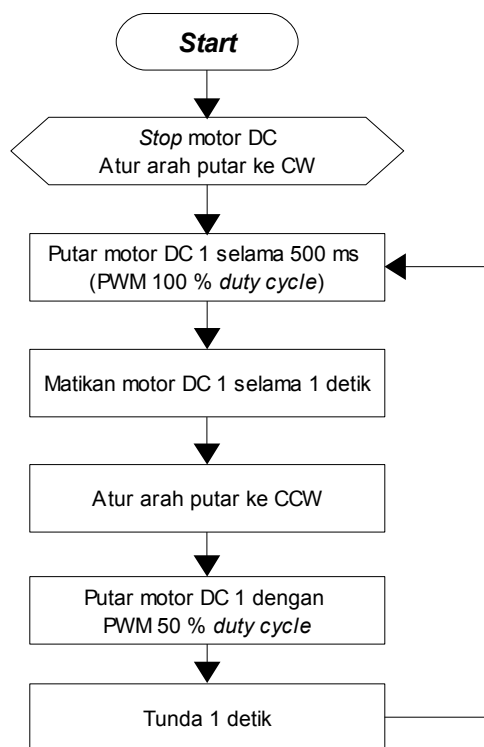 Start
Stop motor DC
Atur arah putar ke CW
Putar motor DC 1 selama 500 ms
(PWM 100 % duty cycle)
Matikan motor DC 1 selama 1 detik
Atur arah putar ke CCW
Putar motor DC 1 dengan
PWM 50 % duty cycle
Tunda 1 detik